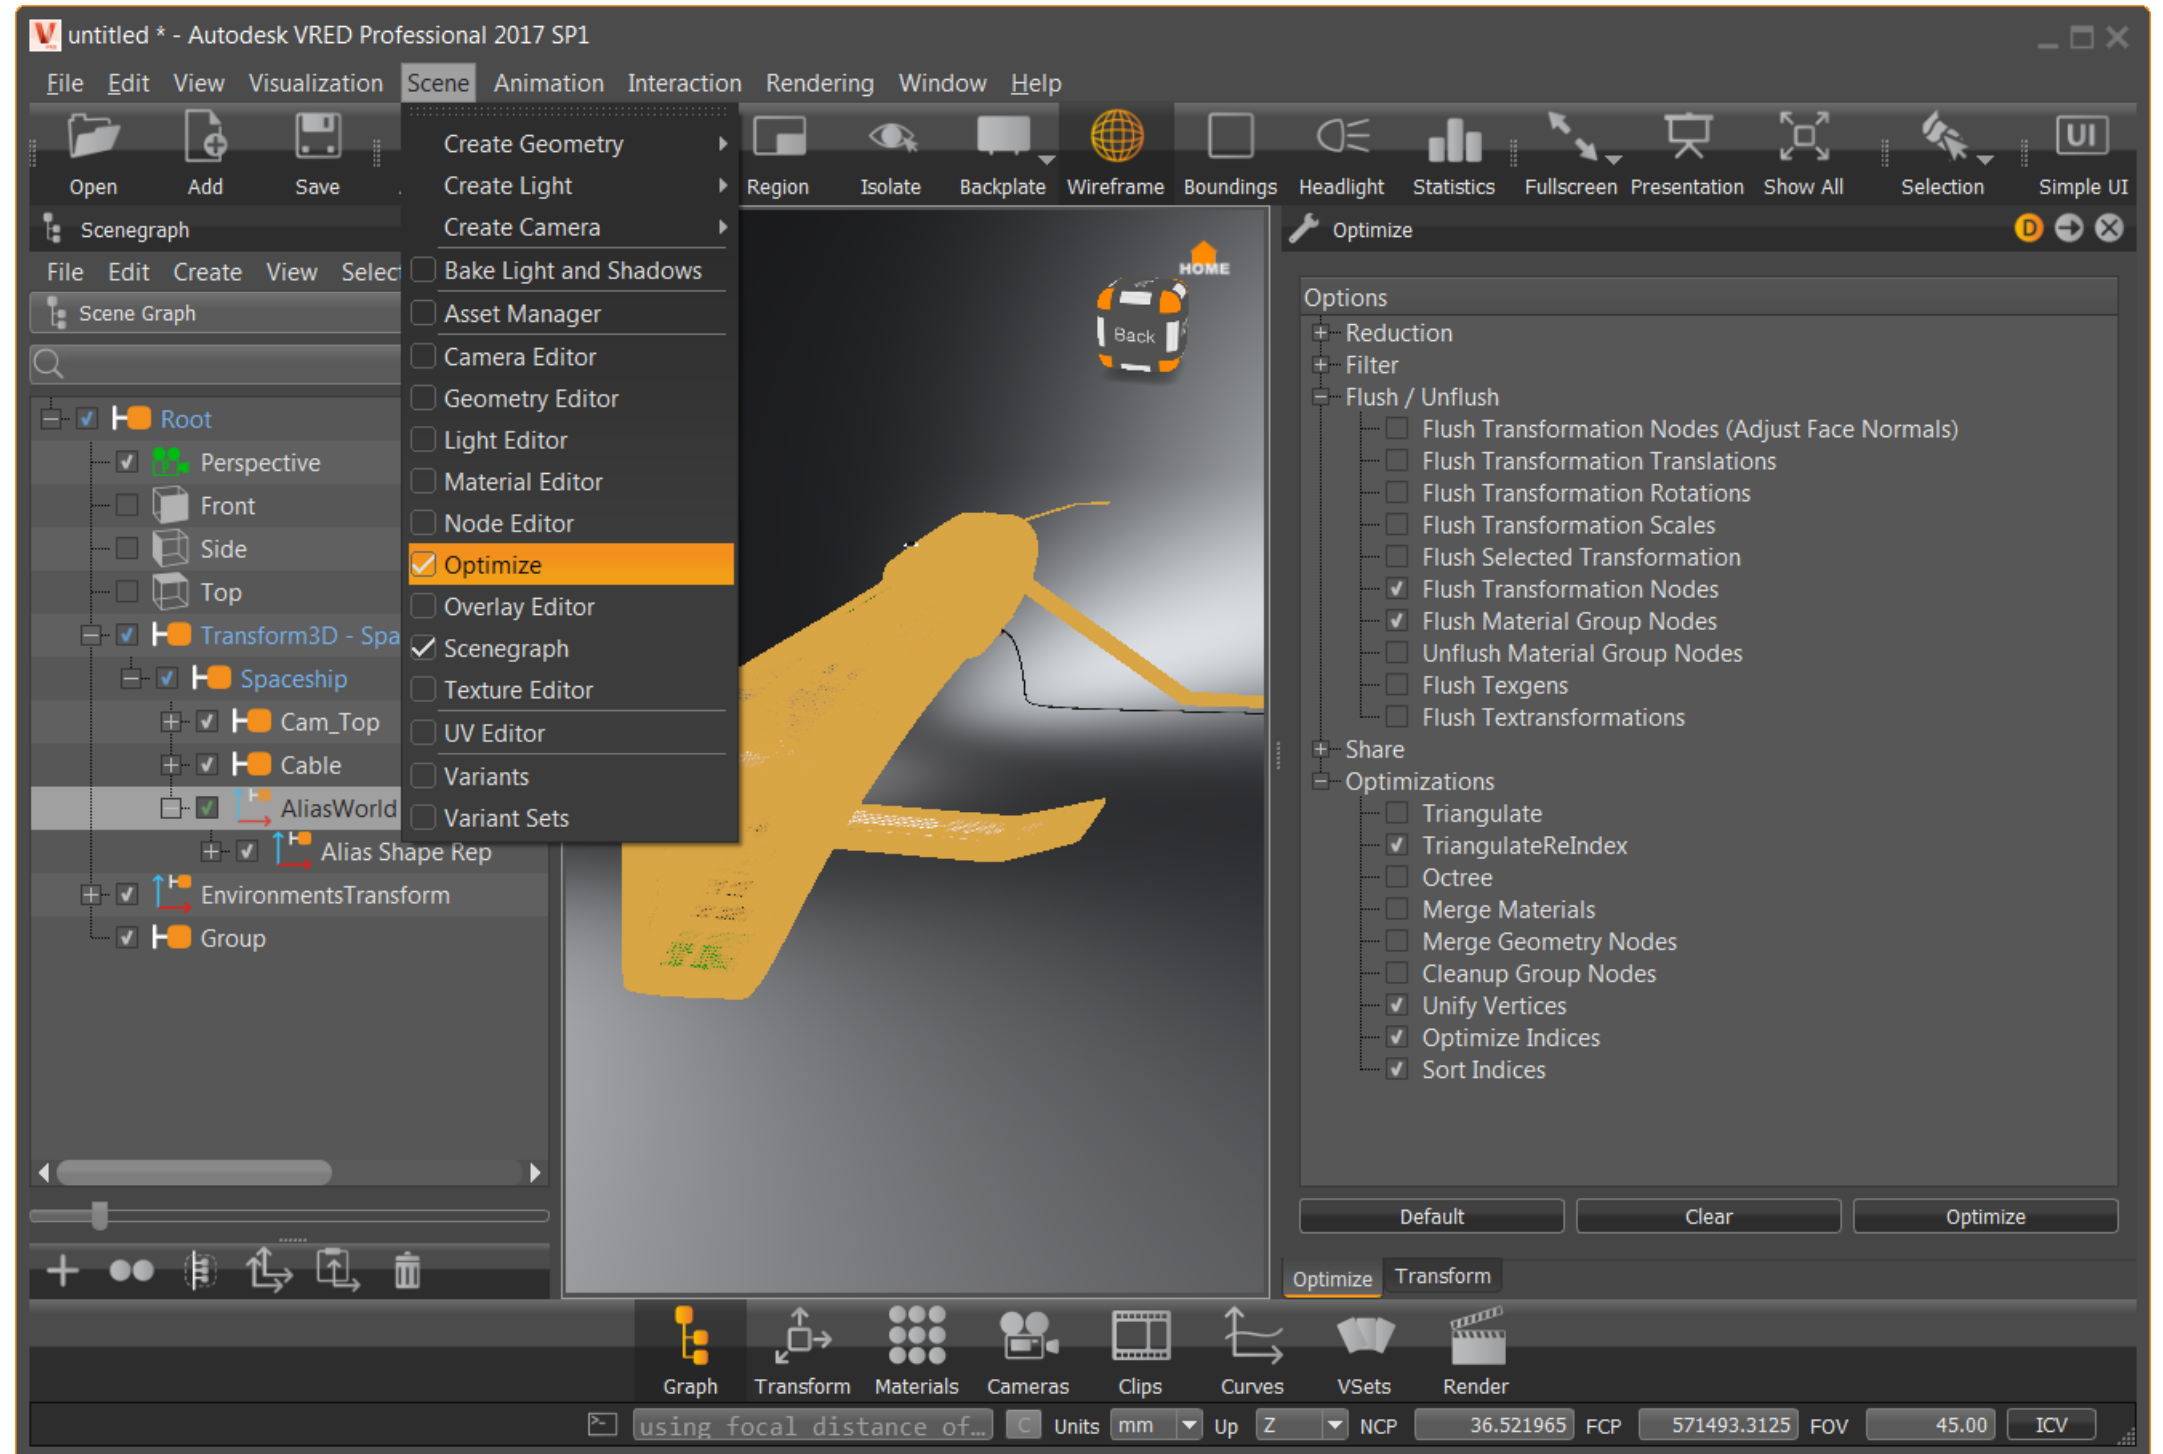 untitled * - Autodesk VRED Professional 2017 SP1
File Edit View Visualization Scene Animation Interaction Rendering Window Help
Open Add Save Region Isolate Backplate Wireframe Boundings Headlight Statistics Fullscreen Presentation Show All Selection Simple UI
UI
Create Geometry
Create Light
Create Camera
Bake Light and Shadows
Asset Manager
Camera Editor
Geometry Editor
Light Editor
Material Editor
Node Editor
Optimize
Overlay Editor
Scenegraph
Texture Editor
UV Editor
Variants
Variant Sets
Scenegraph
File Edit Create View Select
Scene Graph
Root
Perspective
Front
Side
Top
Transform3D - Spa
Spaceship
Cam_Top
Cable
AliasWorld
Alias Shape Rep
EnvironmentsTransform
Group
HOME
Back
Optimize
D
Options
Reduction
Filter
Flush / Unflush
Flush Transformation Nodes (Adjust Face Normals)
Flush Transformation Translations
Flush Transformation Rotations
Flush Transformation Scales
Flush Selected Transformation
Flush Transformation Nodes
Flush Material Group Nodes
Unflush Material Group Nodes
Flush Texgens
Flush Textransformations
Share
Optimizations
Triangulate
TriangulateReIndex
Octree
Merge Materials
Merge Geometry Nodes
Cleanup Group Nodes
Unify Vertices
Optimize Indices
Sort Indices
Default Clear Optimize
Optimize Transform
Graph Transform Materials Cameras Clips Curves VSets Render
using focal distance of… C Units mm Up Z NCP 36.521965 FCP 571493.3125 FOV 45.00 ICV